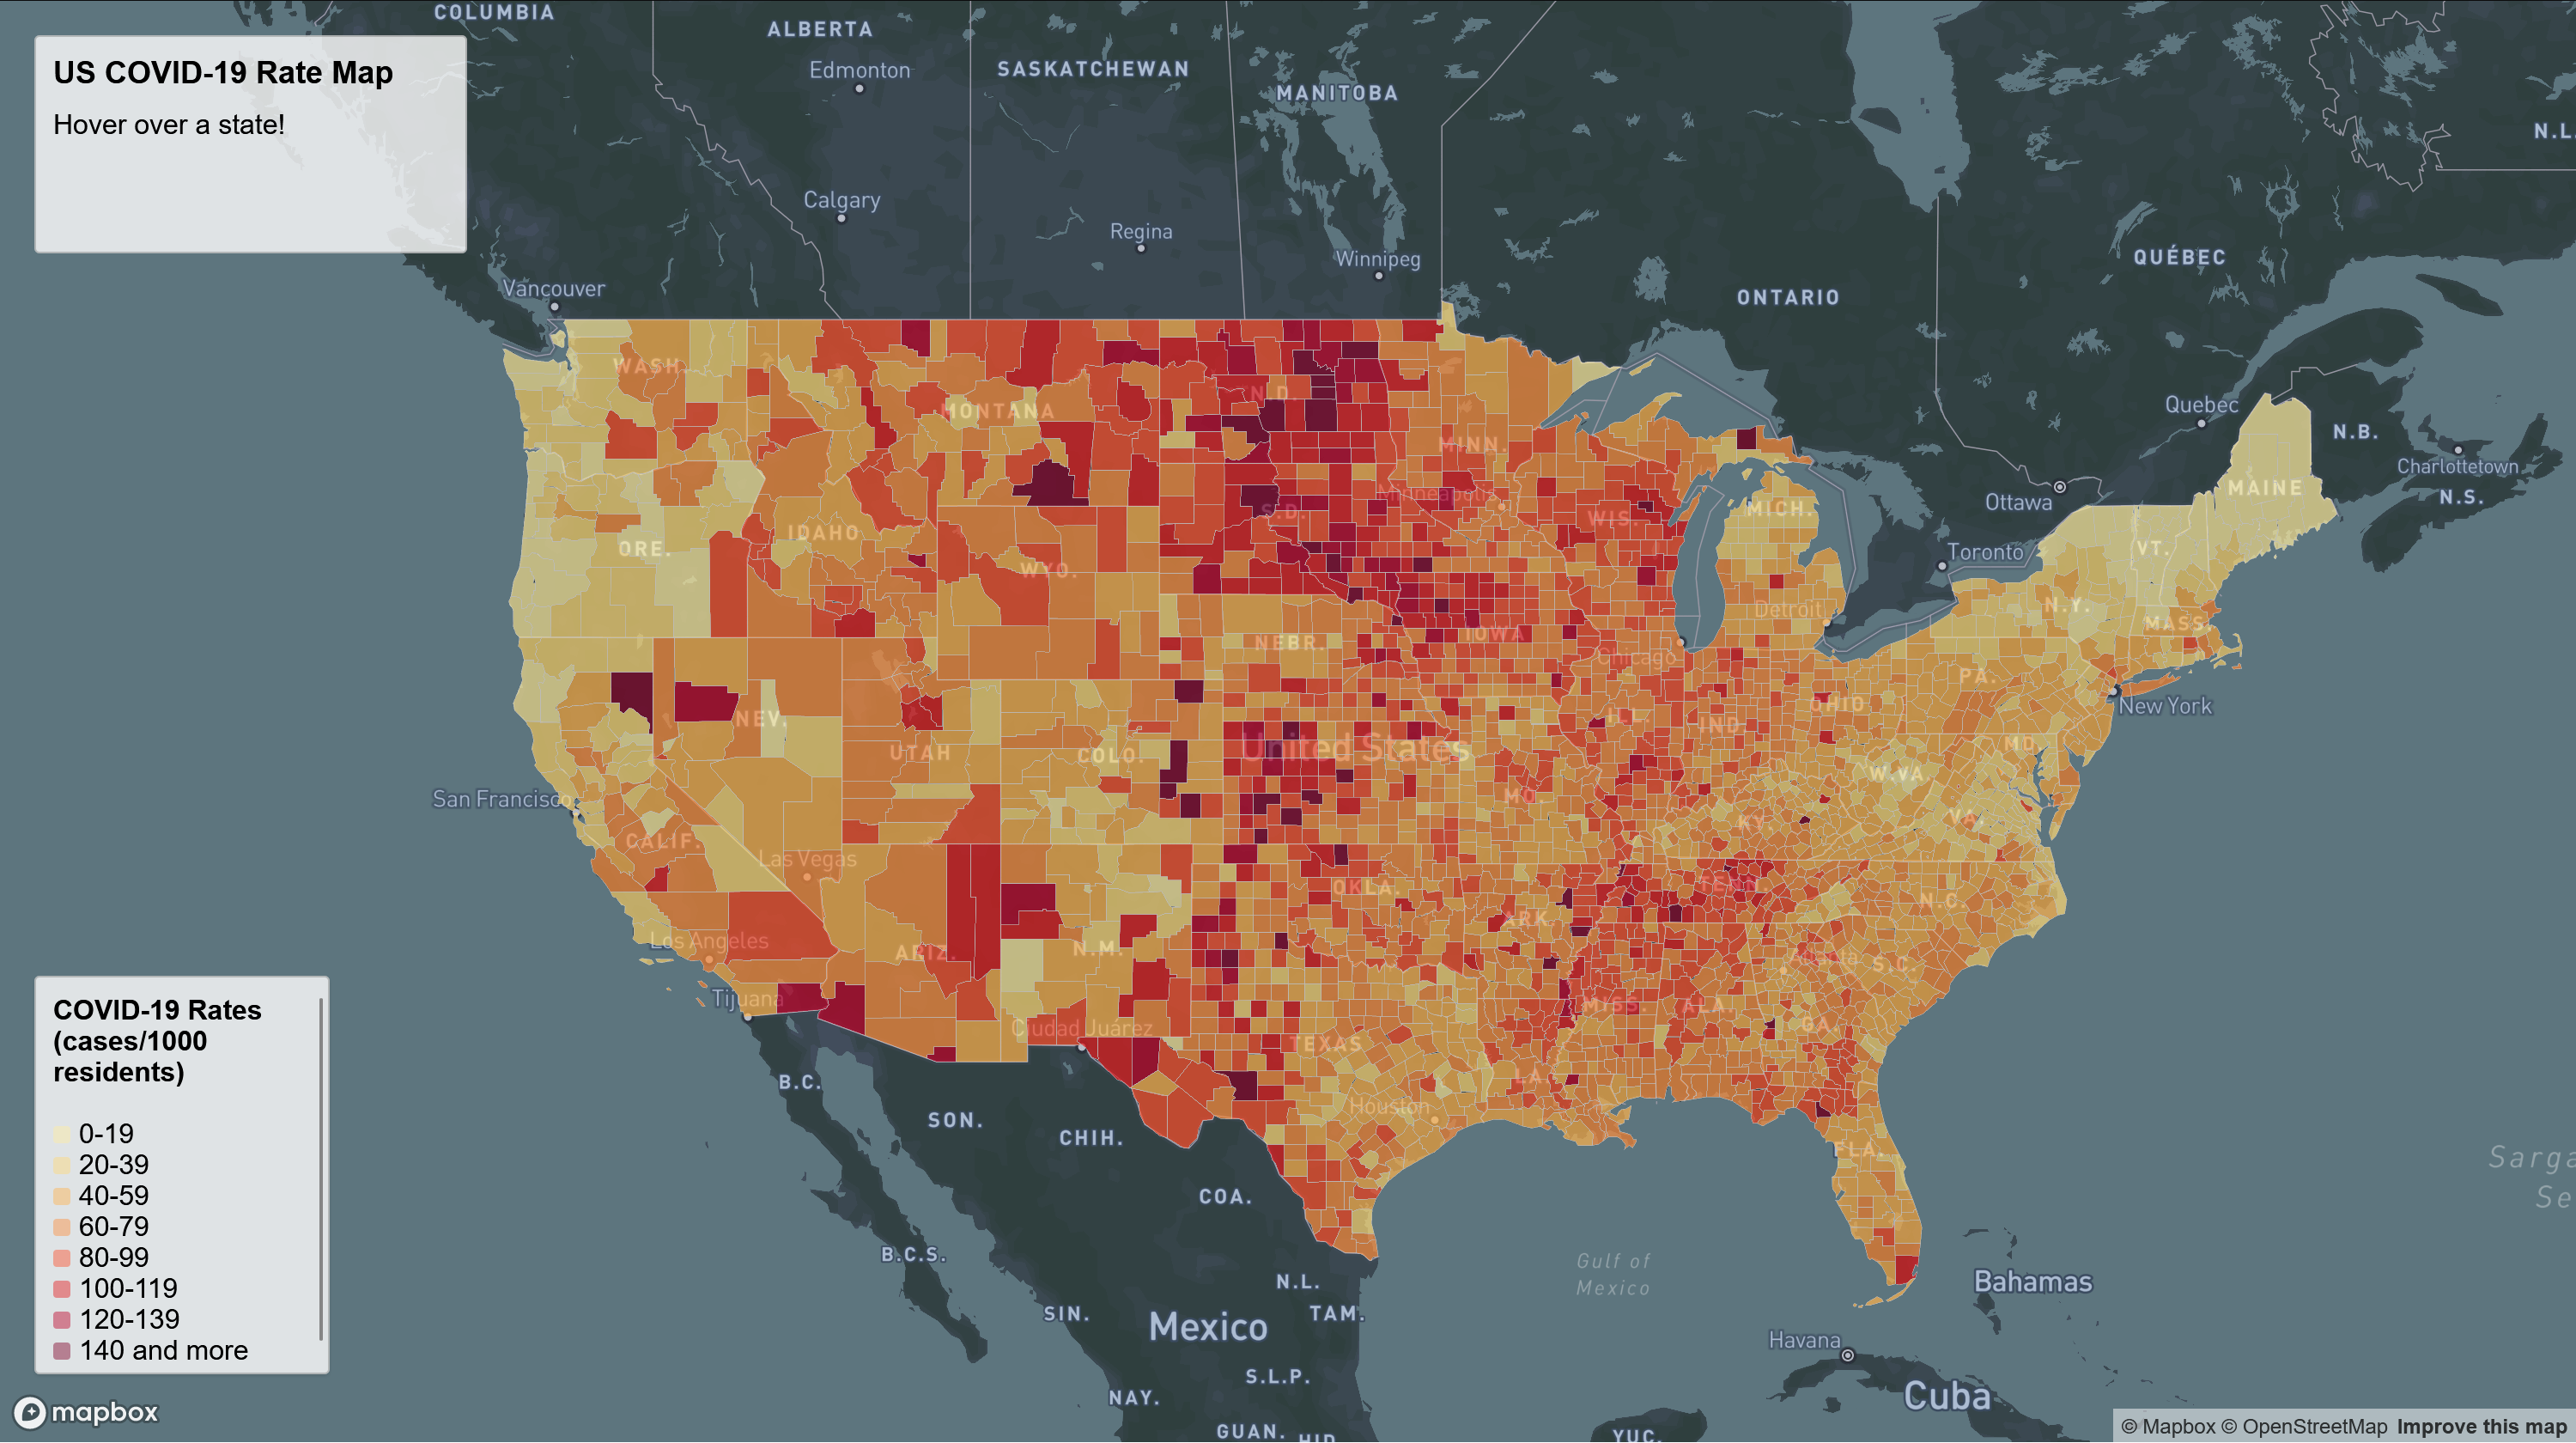 COLUMBIA
ALBERTA
Edmonton
SASKATCHEWAN
MANITOBA
N.L.
US COVID-19 Rate Map
Hover over a state!
Calgary
Regina
Winnipeg
QUÉBEC
ONTARIO
Vancouver
WASH.
MONTANA
N.D.
MINN.
Quebec
N.B.
Charlottetown
N.S.
MAINE
Ottawa
Minneapolis
S.D.
WIS.
MICH.
IDAHO
ORE.
WYO.
Toronto
VT.
N.Y.
MASS.
Detroit
NEBR.
IOWA
Chicago
PA.
OHIO
New York
NEV.
UTAH
COLO.
United States
ILL.
IND.
MD.
W.VA.
San Francisco
CALIF.
Las Vegas
MO.
KY.
VA.
OKLA.
TENN.
N.C.
ARK.
Los Angeles
ARIZ.
N.M.
Atlanta
S.C.
Tijuana
Ciudad Juárez
TEXAS
MISS.
ALA.
GA.
LA.
Houston
FLA.
B.C.
SON.
CHIH.
COA.
B.C.S.
SIN.
Mexico
N.L.
TAM.
S.L.P.
NAY.
GUAN.
YUC.
Gulf of
Mexico
Bahamas
Havana
Cuba
COVID-19 Rates
(cases/1000
residents)
0-19
20-39
40-59
60-79
80-99
100-119
120-139
140 and more
mapbox
© Mapbox © OpenStreetMap Improve this map